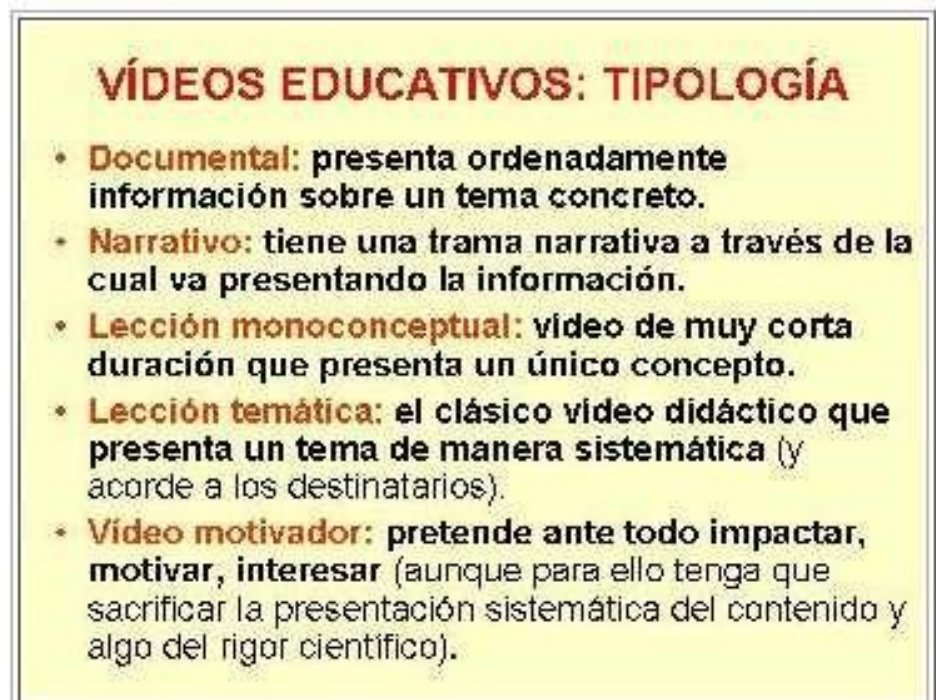 VÍDEOS EDUCATIVOS: TIPOLOGÍA
• Documental: presenta ordenadamente
información sobre un tema concreto.
• Narrativo: tiene una trama narrativa a través de la
cual va presentando la información.
• Lección monoconceptual: vídeo de muy corta
duración que presenta un único concepto.
• Lección temática: el clásico vídeo didáctico que
presenta un tema de manera sistemática (y
acorde a los destinatarios).
• Vídeo motivador: pretende ante todo impactar,
motivar, interesar (aunque para ello tenga que
sacrificar la presentación sistemática del contenido y
algo del rigor científico).